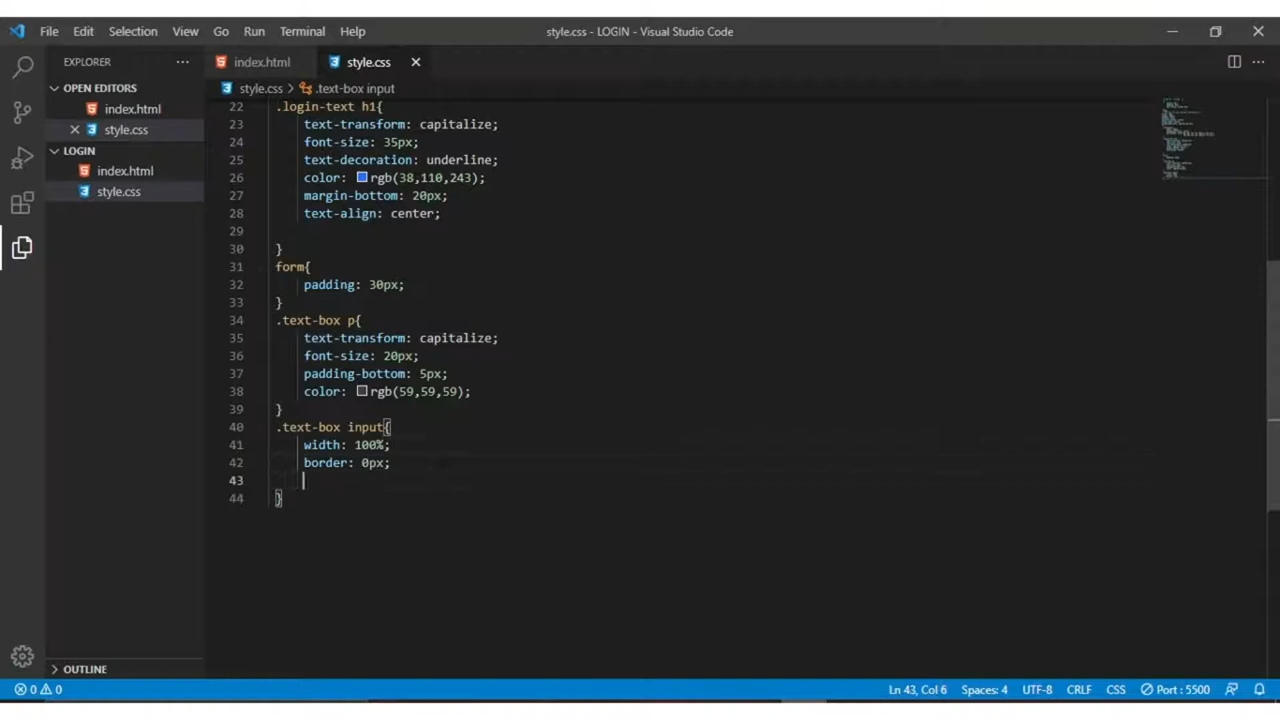 File Edit Selection View Go Run Terminal Help style.css - LOGIN - Visual Studio Code
EXPLORER
OPEN EDITORS
index.html
style.css
LOGIN
index.html
style.css
OUTLINE
index.html style.css
style.css > .text-box input
22 .login-text h1{
23 text-transform: capitalize;
24 font-size: 35px;
25 text-decoration: underline;
26 color: rgb(38,110,243);
27 margin-bottom: 20px;
28 text-align: center;
29
30 }
31 form{
32 padding: 30px;
33 }
34 .text-box p{
35 text-transform: capitalize;
36 font-size: 20px;
37 padding-bottom: 5px;
38 color: rgb(59,59,59);
39 }
40 .text-box input{
41 width: 100%;
42 border: 0px;
43
44 }
0 0 Ln 43, Col 6 Spaces: 4 UTF-8 CRLF CSS Port : 5500